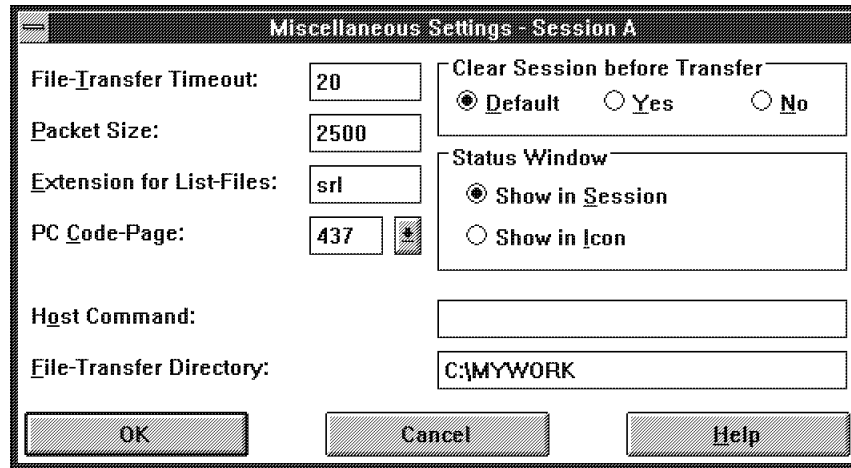 Miscellaneous Settings - Session A
File-Transfer Timeout: 20
Packet Size: 2500
Extension for List-Files: srl
PC Code-Page: 437
Clear Session before Transfer
Default Yes No
Status Window
Show in Session
Show in Icon
Host Command:
File-Transfer Directory: C:\MYWORK
OK Cancel Help